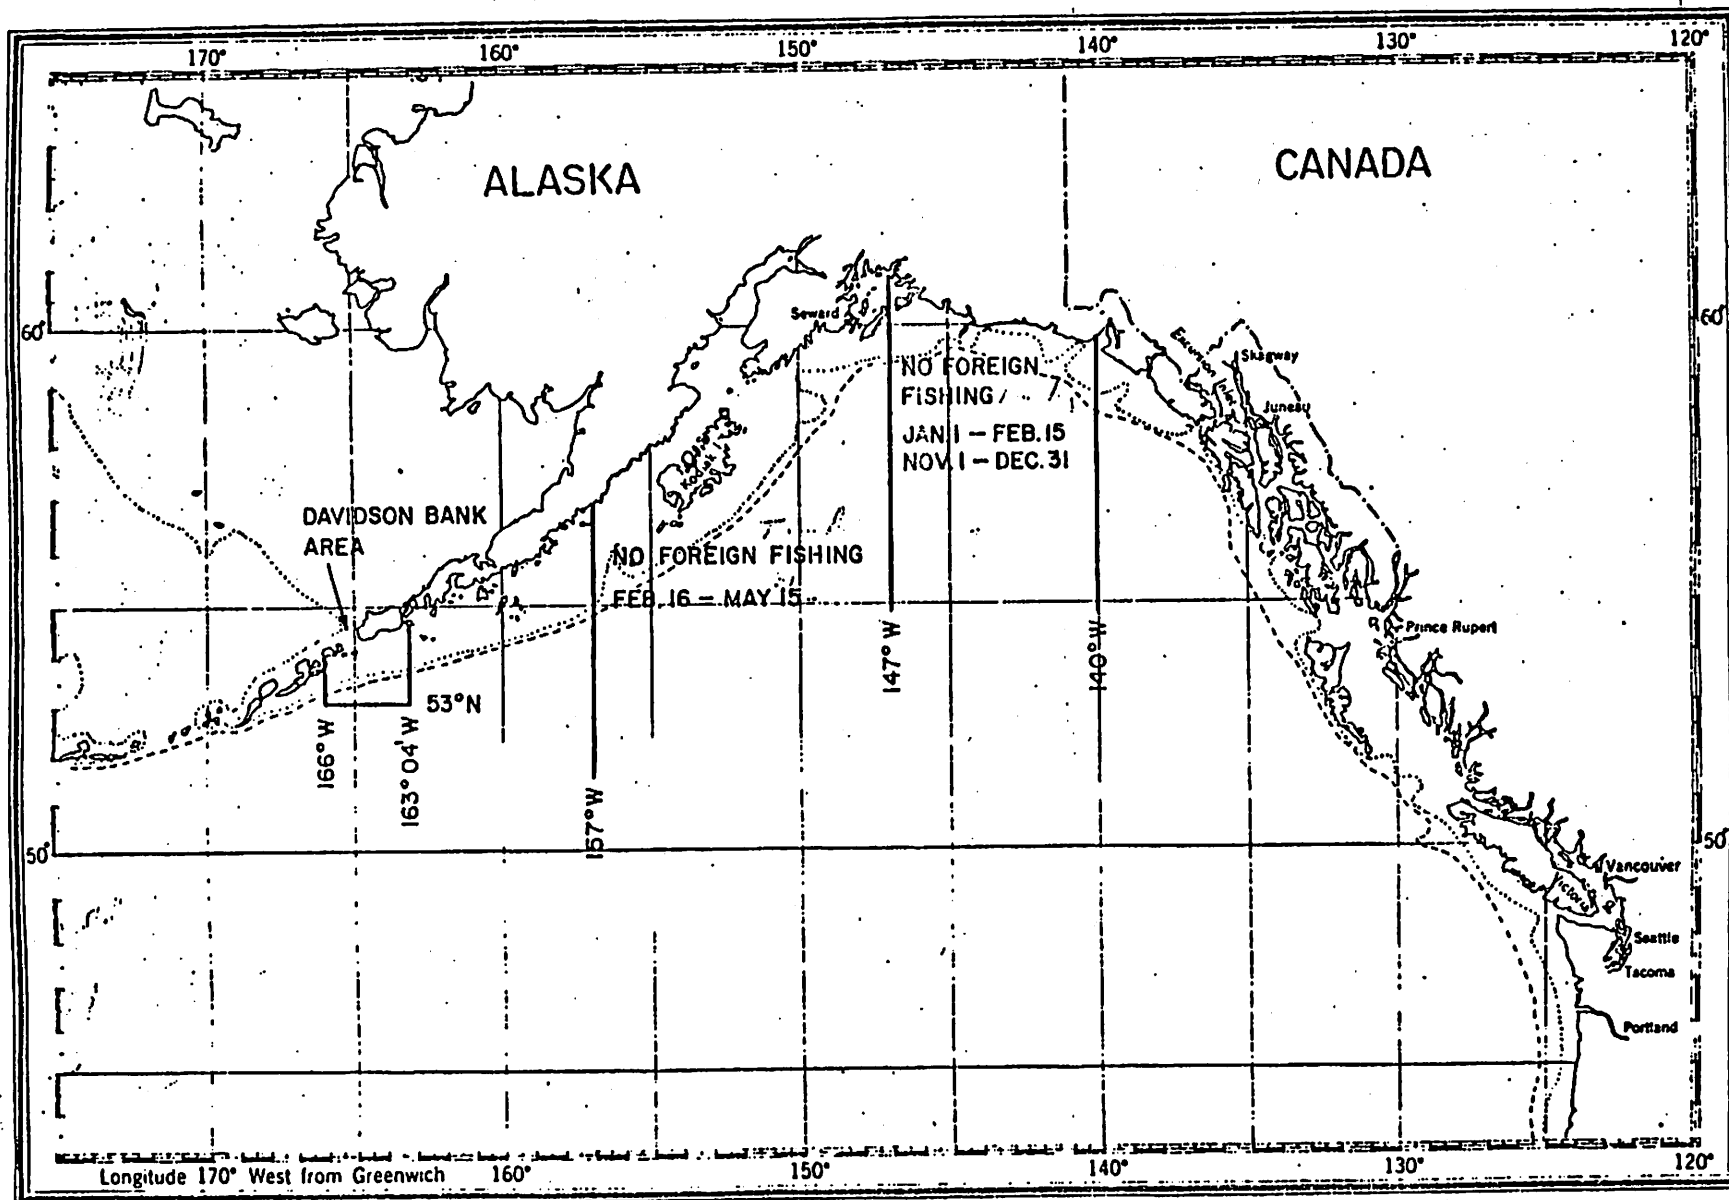 170° 160° 150° 140° 130° 120°
ALASKA
CANADA
60°
60°
Seward
Excursion Inlet
Skagway
Juneau
NO FOREIGN
FISHING
JAN. 1 - FEB. 15
NOV. 1 - DEC. 31
Kodiak I
DAVIDSON BANK
AREA
NO FOREIGN FISHING
FEB. 16 - MAY 15
Prince Rupert
147° W
140° W
53°N
166° W
163° 04' W
157° W
50°
50°
Vancouver
Victoria
Seattle
Tacoma
Portland
Longitude 170° West from Greenwich 160° 150° 140° 130° 120°